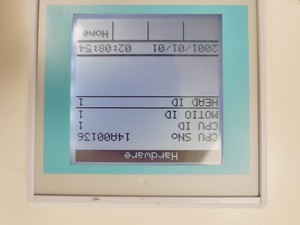 Hardware
CPU SNo 14A00136
CPU ID 1
MOTIO ID 1
HEAD ID 1
2001/01/01 02:08:54
Home